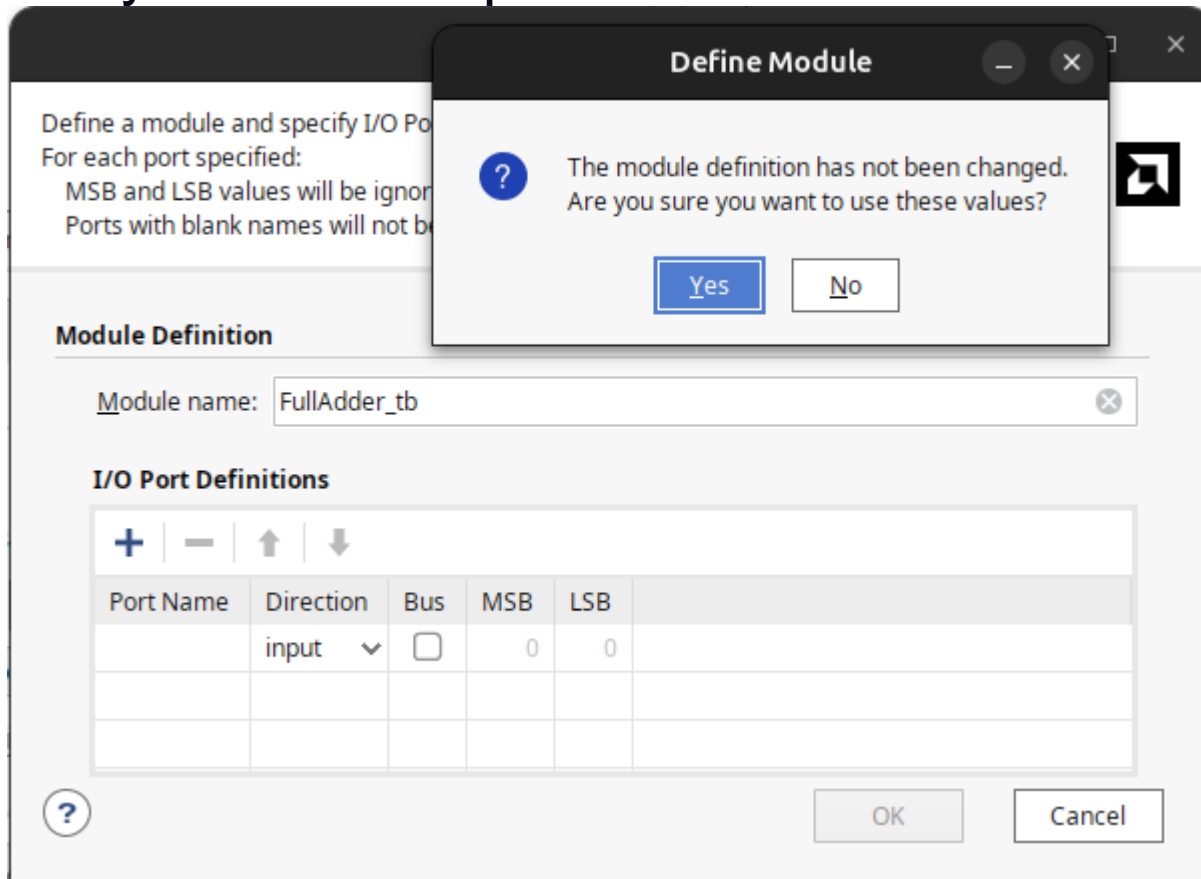 Define Module
Define a module and specify I/O Po
For each port specified:
MSB and LSB values will be ignor
Ports with blank names will not be
The module definition has not been changed.
Are you sure you want to use these values?
Yes
No
Module Definition
Module name: FullAdder_tb
I/O Port Definitions
Port Name Direction Bus MSB LSB
input 0 0
OK Cancel